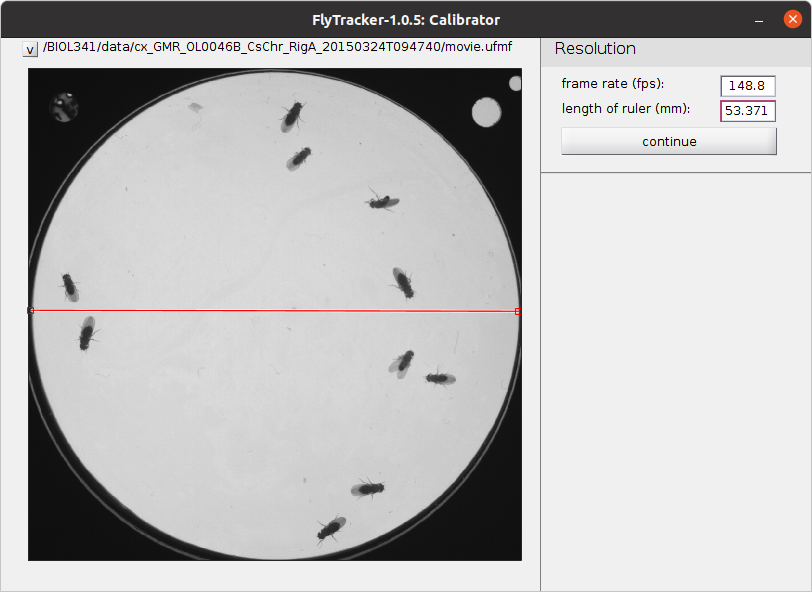 FlyTracker-1.0.5: Calibrator
v /BIOL341/data/cx_GMR_OL0046B_CsChr_RigA_20150324T094740/movie.ufmf
Resolution
frame rate (fps): 148.8
length of ruler (mm): 53.371
continue